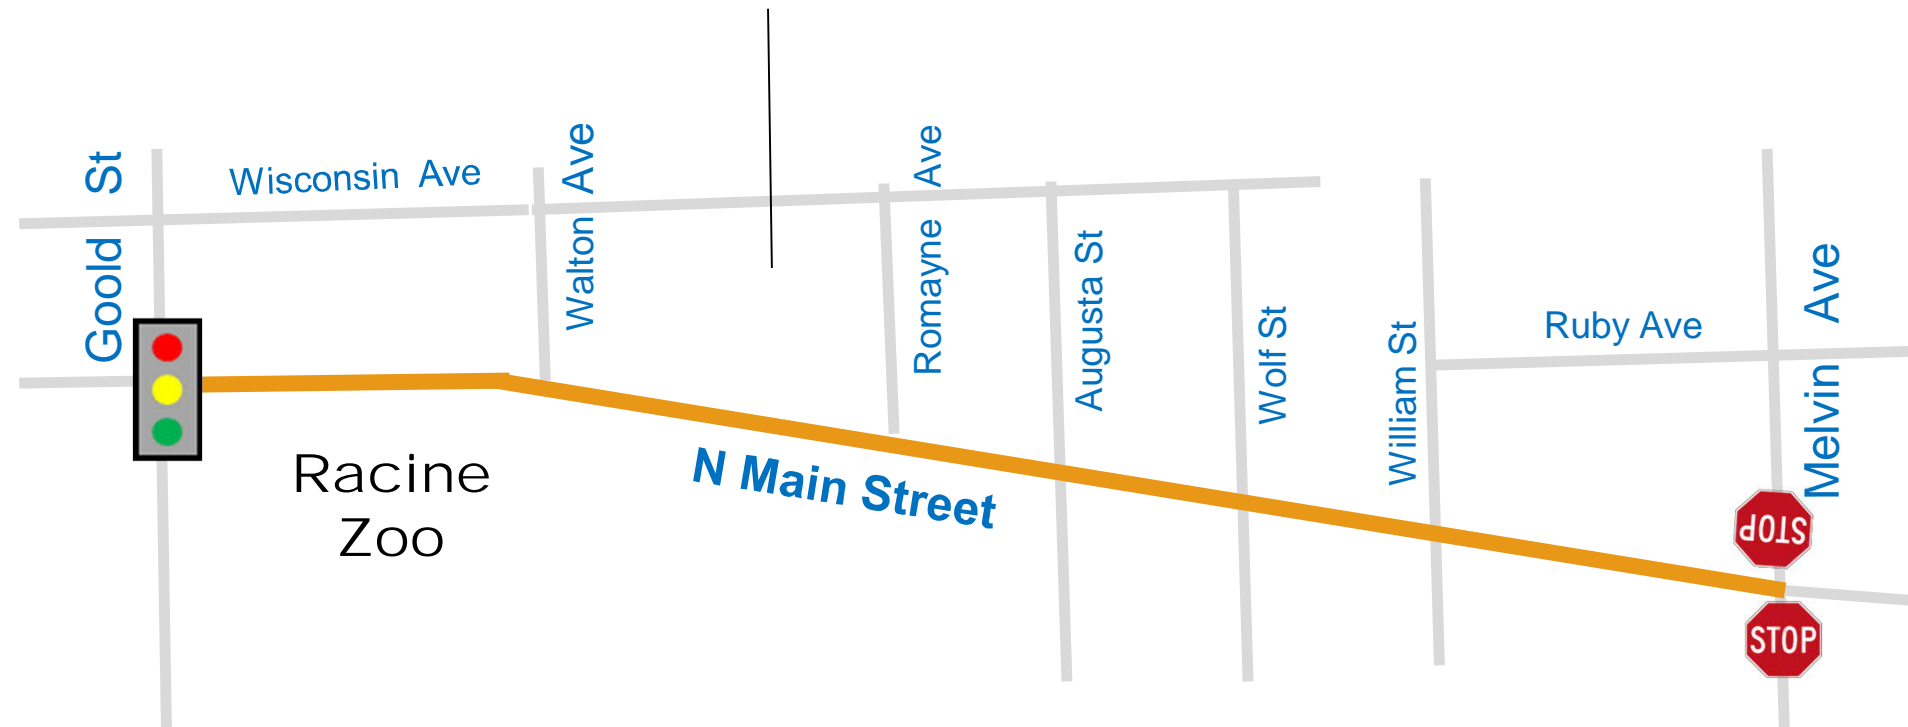 Goold St
Wisconsin Ave
Walton Ave
Romayne Ave
Augusta St
Wolf St
William St
Ruby Ave
Melvin Ave
N Main Street
Racine
Zoo
STOP
STOP